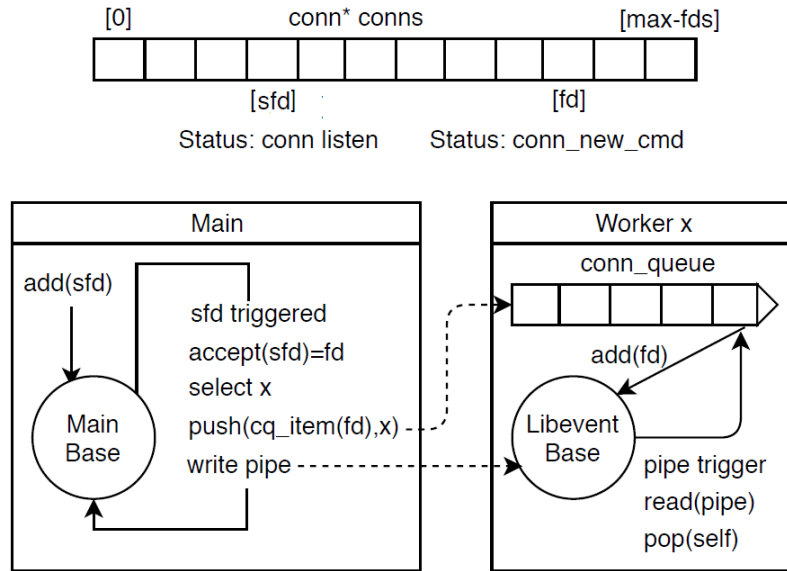 [0]
conn* conns
[max-fds]
[sfd]
[fd]
Status: conn listen
Status: conn_new_cmd
Main
add(sfd)
sfd triggered
accept(sfd)=fd
select x
push(cq_item(fd),x)
write pipe
Main
Base
Worker x
conn_queue
add(fd)
Libevent
Base
pipe trigger
read(pipe)
pop(self)